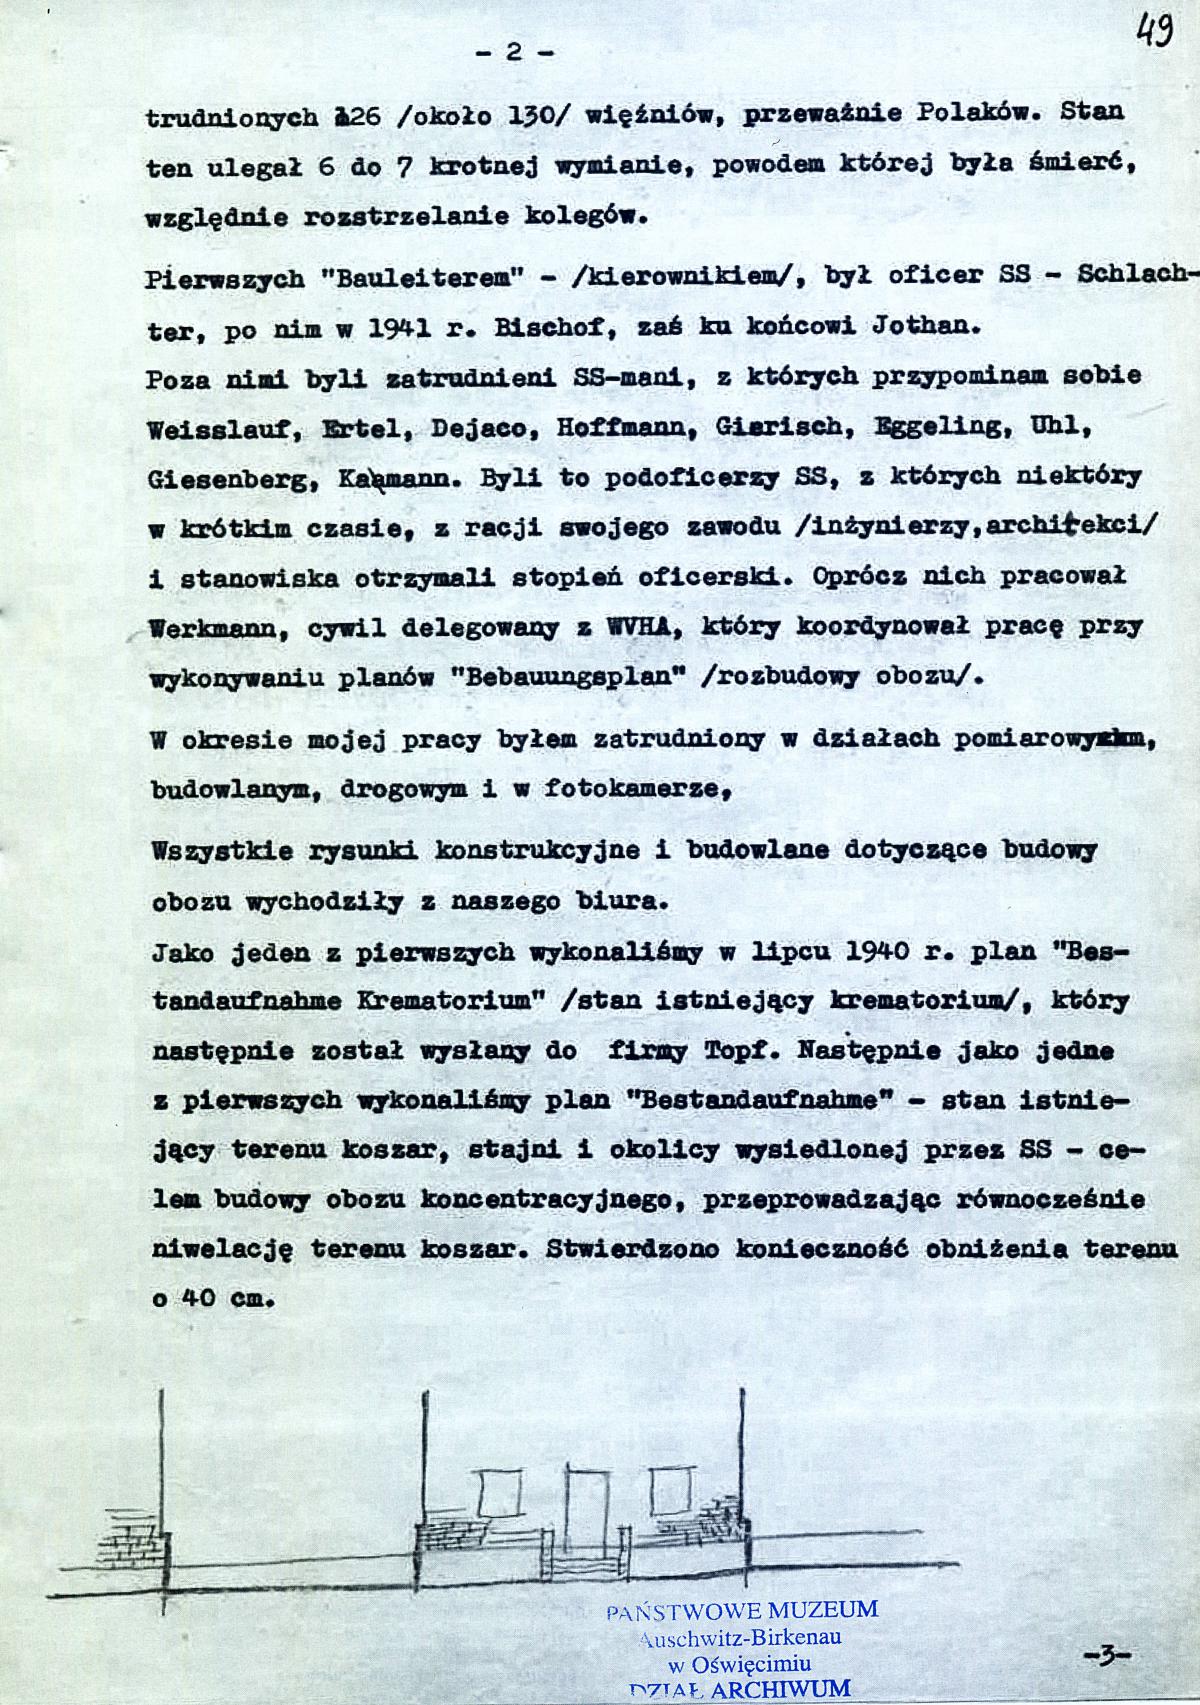 49
- 2 -
trudnionych 126 /około 130/ więźniów, przeważnie Polaków. Stan
ten ulegał 6 do 7 krotnej wymianie, powodem której była śmierć,
względnie rozstrzelanie kolegów.
Pierwszych "Bauleiterem" - /kierownikiem/, był oficer SS - Schlach-
ter, po nim w 1941 r. Bischof, zaś ku końcowi Jothan.
Poza nimi byli zatrudnieni SS-mani, z których przypominam sobie
Weisslauf, Ertel, Dejaco, Hoffmann, Gierisch, Eggeling, Uhl,
Giesenberg, Kammann. Byli to podoficerzy SS, z których niektóry
w krótkim czasie, z racji swojego zawodu /inżynierzy,architekci/
i stanowiska otrzymali stopień oficerski. Oprócz nich pracował
Werkmann, cywil delegowany z WVHA, który koordynował pracę przy
wykonywaniu planów "Bebauungsplan" /rozbudowy obozu/.
W okresie mojej pracy byłem zatrudniony w działach pomiarowym,
budowlanym, drogowym i w fotokamerze,
Wszystkie rysunki konstrukcyjne i budowlane dotyczące budowy
obozu wychodziły z naszego biura.
Jako jeden z pierwszych wykonaliśmy w lipcu 1940 r. plan "Bes-
tandaufnahme Krematorium" /stan istniejący krematorium/, który
następnie został wysłany do firmy Topf. Następnie jako jedne
z pierwszych wykonaliśmy plan "Bestandaufnahme" - stan istnie-
jący terenu koszar, stajni i okolicy wysiedlonej przez SS - ce-
lem budowy obozu koncentracyjnego, przeprowadzając równocześnie
niwelację terenu koszar. Stwierdzono konieczność obniżenia terenu
o 40 cm.
PAŃSTWOWE MUZEUM
Auschwitz-Birkenau
w Oświęcimiu
DZIAŁ ARCHIWUM
-3-